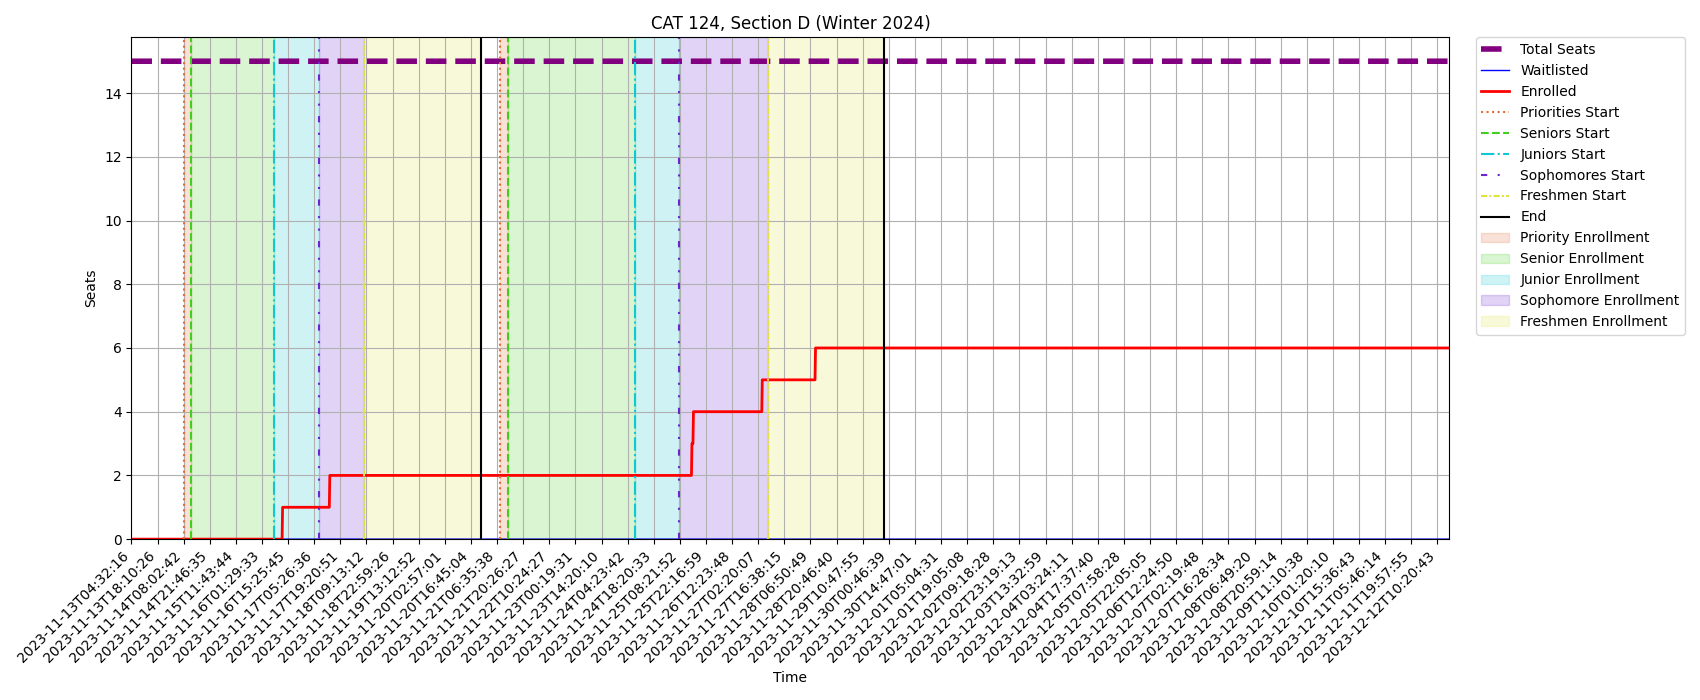 CAT 124, Section D (Winter 2024)
Seats
14
12
10
8
6
4
2
0
2023-11-13T04:32:16
2023-11-13T18:10:26
2023-11-14T08:02:42
2023-11-14T21:46:35
2023-11-15T11:43:44
2023-11-16T01:29:33
2023-11-16T15:25:45
2023-11-17T05:26:36
2023-11-17T19:20:51
2023-11-18T09:13:12
2023-11-18T22:59:26
2023-11-19T13:12:52
2023-11-20T02:57:01
2023-11-20T16:45:04
2023-11-21T06:35:38
2023-11-21T20:26:27
2023-11-22T10:24:27
2023-11-23T00:19:31
2023-11-23T14:20:10
2023-11-24T04:23:42
2023-11-24T18:20:33
2023-11-25T08:21:52
2023-11-25T22:16:59
2023-11-26T12:23:48
2023-11-27T02:20:07
2023-11-27T16:38:15
2023-11-28T06:50:49
2023-11-28T20:46:40
2023-11-29T10:47:55
2023-11-30T00:46:39
2023-11-30T14:47:01
2023-12-01T05:04:31
2023-12-01T19:05:08
2023-12-02T09:18:28
2023-12-02T23:19:13
2023-12-03T13:32:59
2023-12-04T03:24:11
2023-12-04T17:37:40
2023-12-05T07:58:28
2023-12-05T22:05:05
2023-12-06T12:24:50
2023-12-07T02:19:48
2023-12-07T16:28:34
2023-12-08T06:49:20
2023-12-08T20:59:14
2023-12-09T11:10:38
2023-12-10T01:20:10
2023-12-10T15:36:43
2023-12-11T05:46:14
2023-12-11T19:57:55
2023-12-12T10:20:43
Time
Total Seats
Waitlisted
Enrolled
Priorities Start
Seniors Start
Juniors Start
Sophomores Start
Freshmen Start
End
Priority Enrollment
Senior Enrollment
Junior Enrollment
Sophomore Enrollment
Freshmen Enrollment